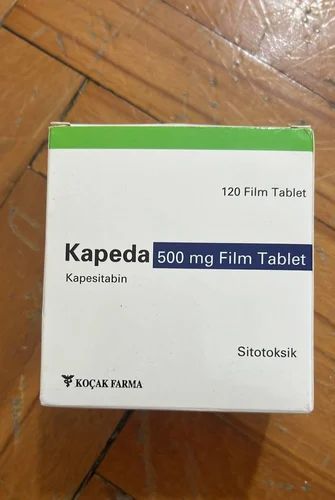 120 Film Tablet
Kapeda 500 mg Film Tablet
Kapesitabin
Sitotoksik
KOÇAK FARMA